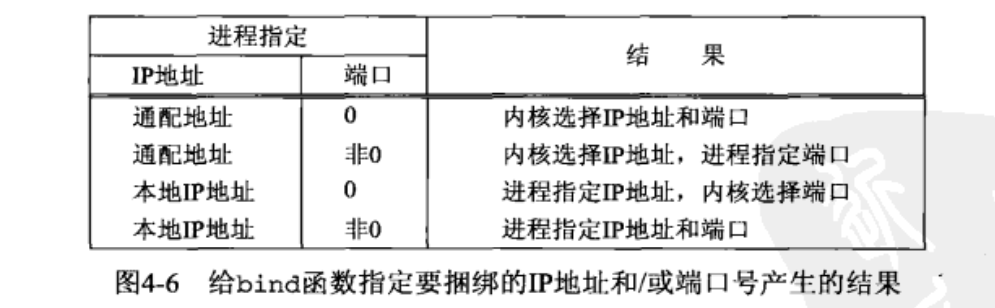 进程指定
结 果
IP地址 端口
通配地址 0 内核选择IP地址和端口
通配地址 非0 内核选择IP地址，进程指定端口
本地IP地址 0 进程指定IP地址，内核选择端口
本地IP地址 非0 进程指定IP地址和端口
图4-6 给bind函数指定要捆绑的IP地址和/或端口号产生的结果